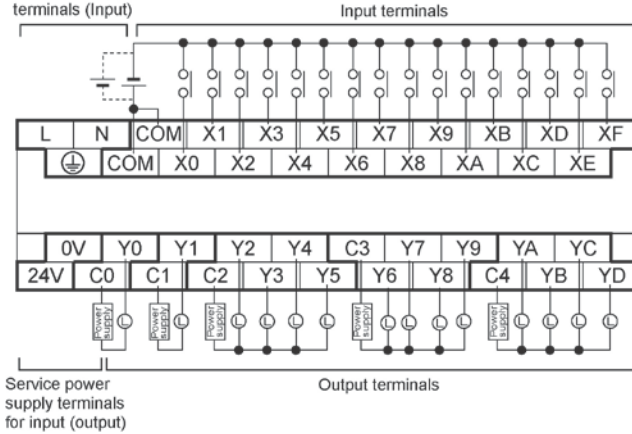 terminals (Input)
Input terminals
L N COM X1 X3 X5 X7 X9 XB XD XF
COM X0 X2 X4 X6 X8 XA XC XE
0V Y0 Y1 Y2 Y4 C3 Y7 Y9 YA YC
24V C0 C1 C2 Y3 Y5 Y6 Y8 C4 YB YD
Power supply L Power supply L Power supply L L L L Power supply L L L L Power supply L L L L
Service power
supply terminals
for input (output)
Output terminals